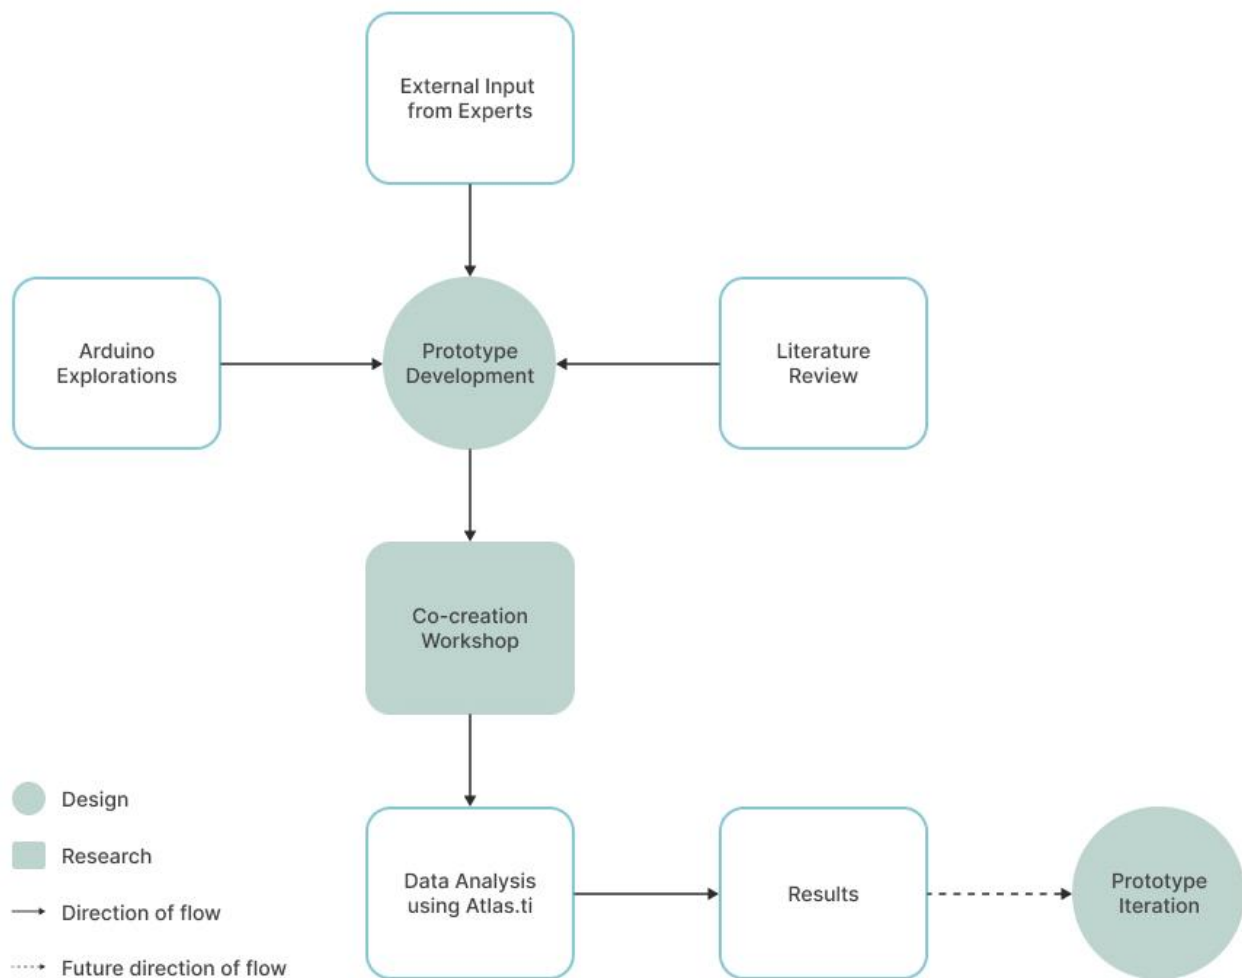 External Input
from Experts
Arduino
Explorations
Prototype
Development
Literature
Review
Co-creation
Workshop
Design
Research
Direction of flow
Future direction of flow
Data Analysis
using Atlas.ti
Results
Prototype
Iteration